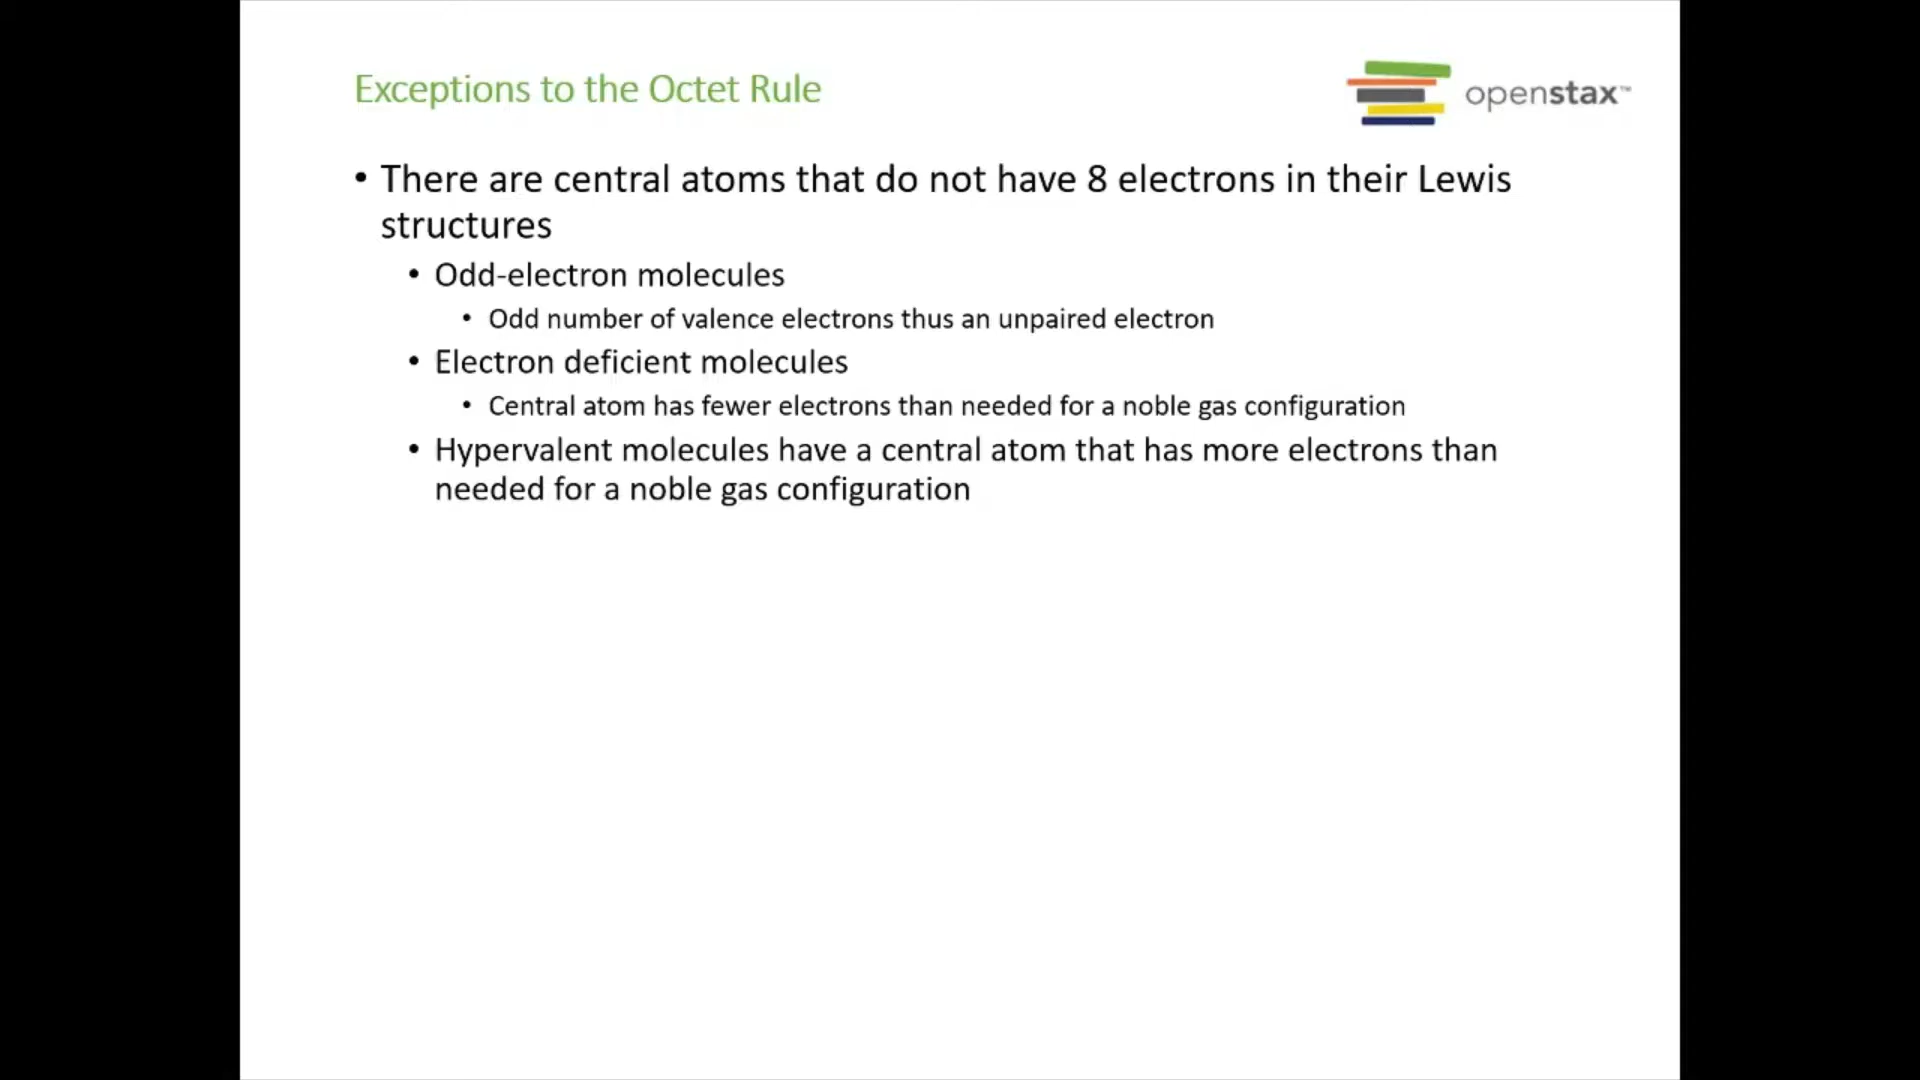 Exceptions to the Octet Rule
openstax™
• There are central atoms that do not have 8 electrons in their Lewis
structures
• Odd-electron molecules
• Odd number of valence electrons thus an unpaired electron
• Electron deficient molecules
• Central atom has fewer electrons than needed for a noble gas configuration
• Hypervalent molecules have a central atom that has more electrons than
needed for a noble gas configuration